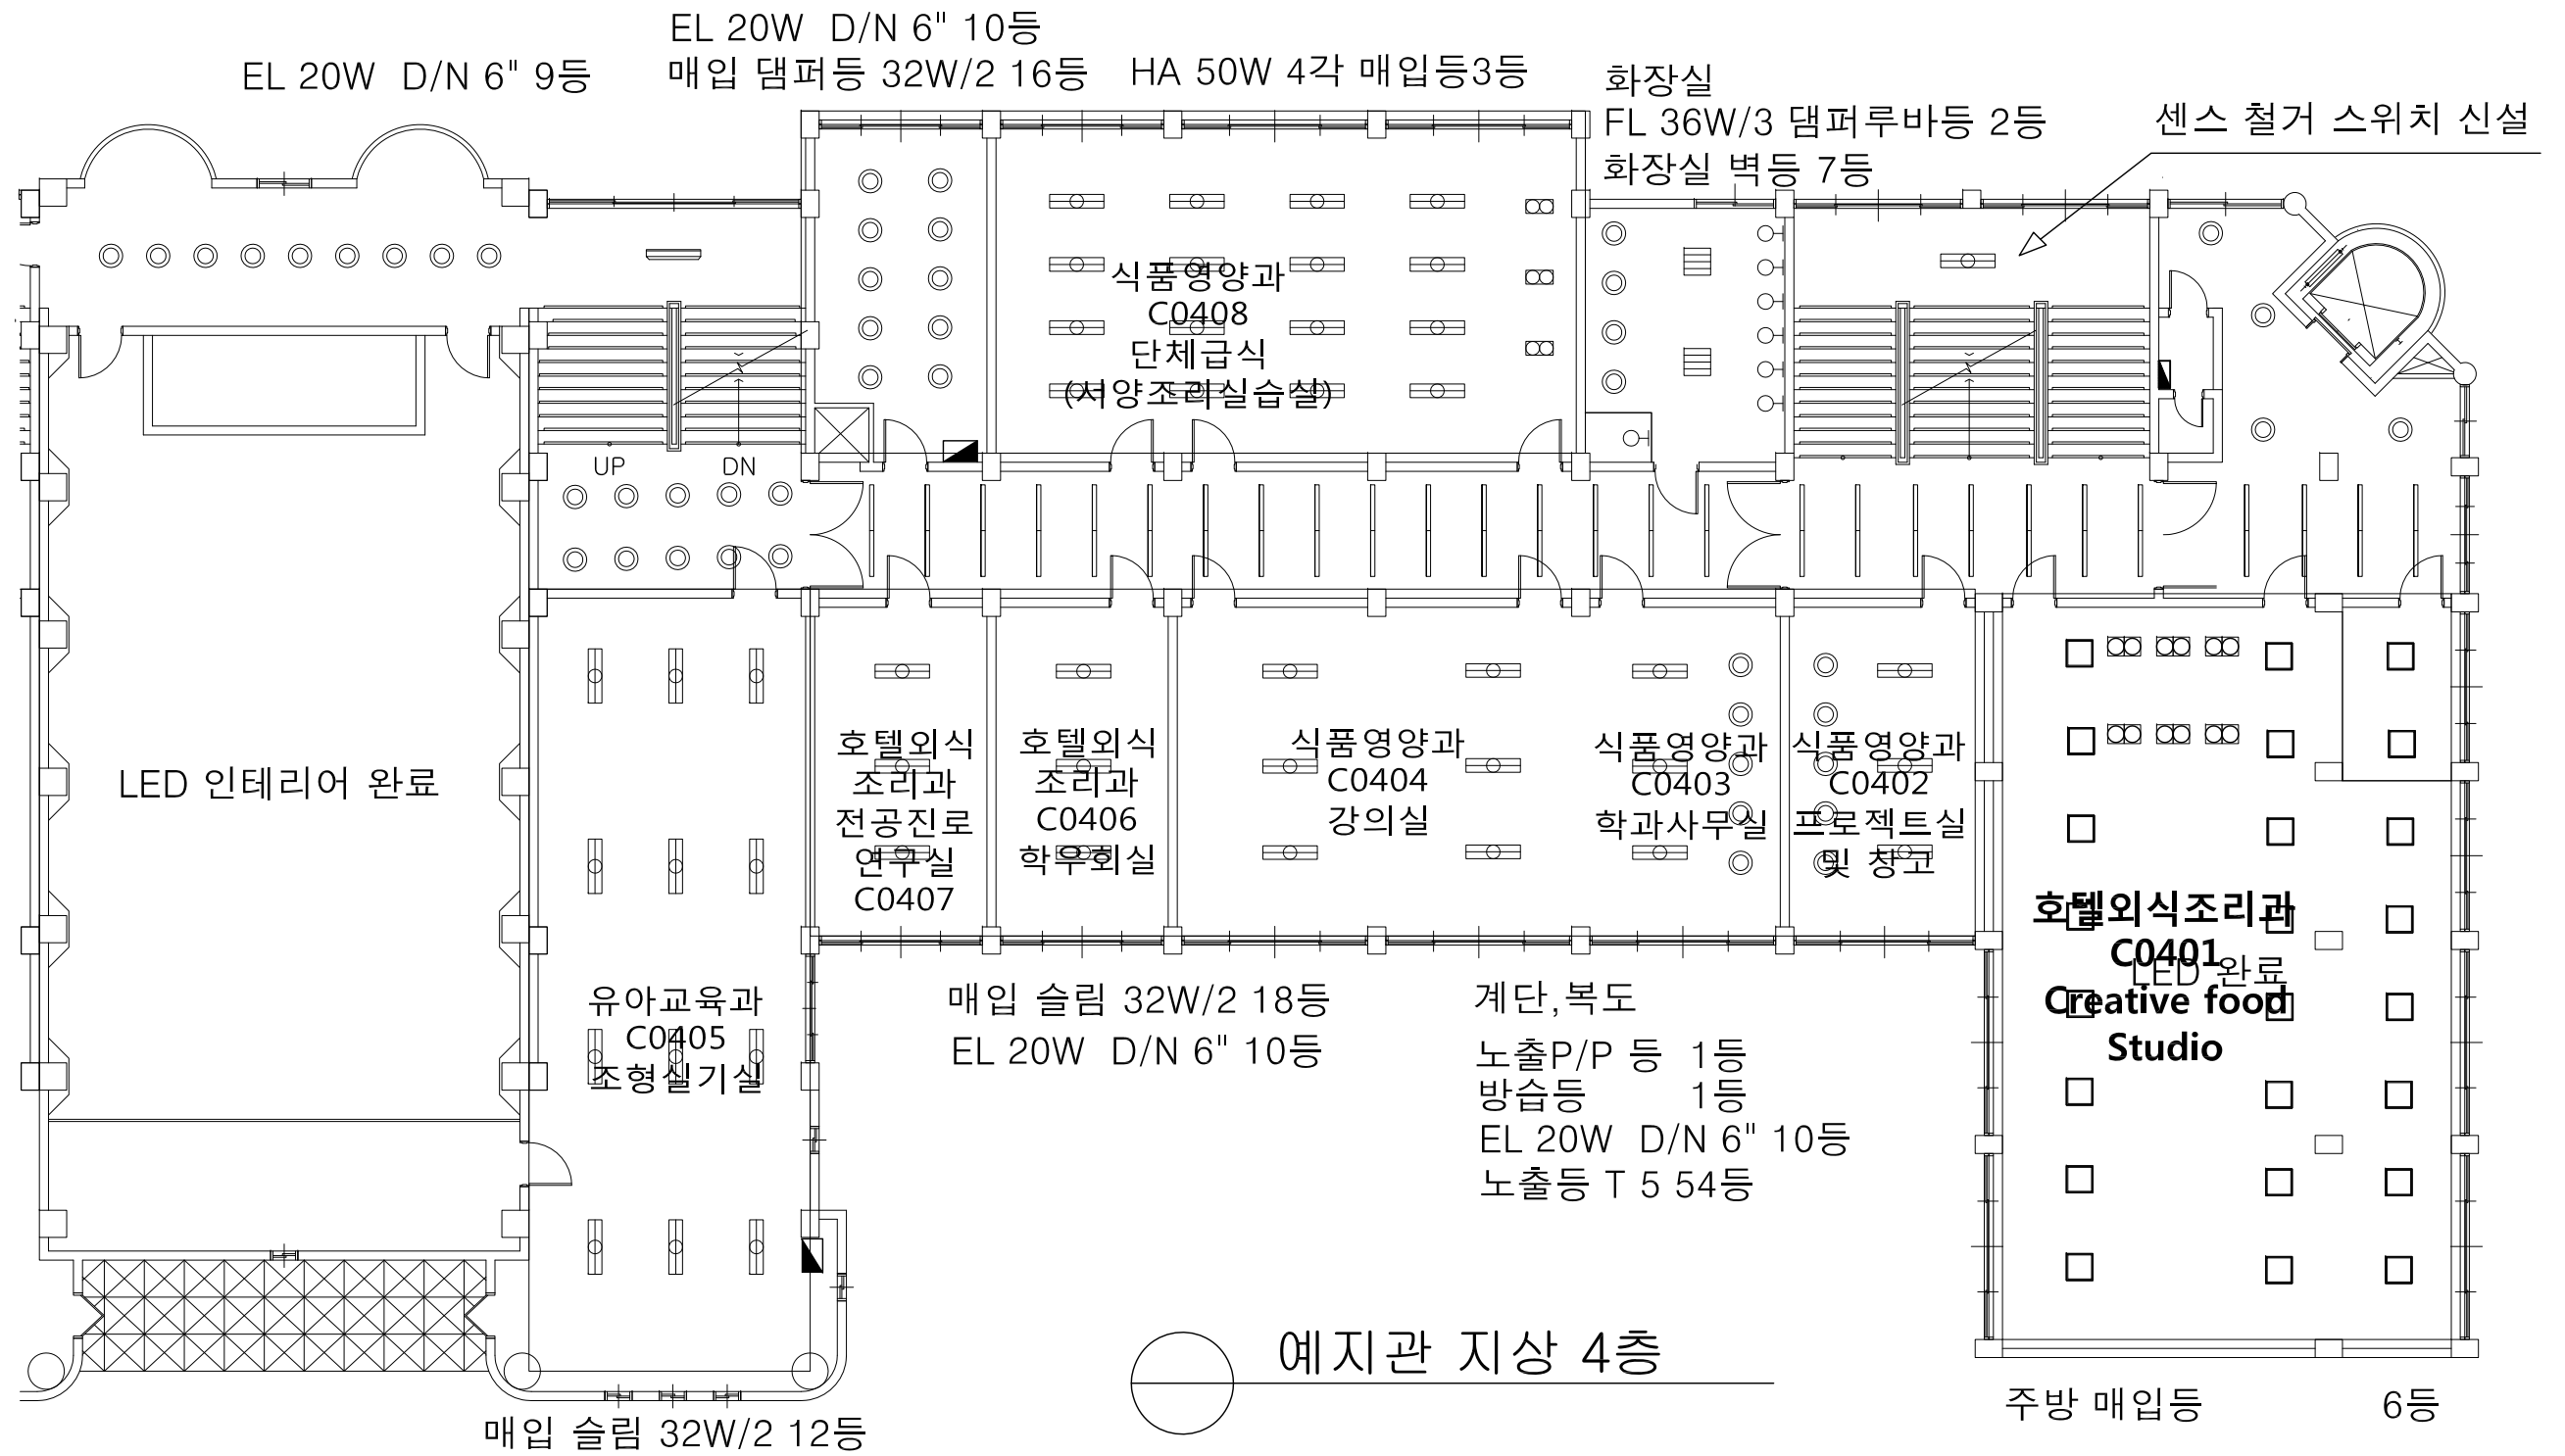 EL 20W  D/N 6" 10등
EL 20W  D/N 6" 9등
매입 댐퍼등 32W/2 16등
HA 50W 4각 매입등3등
화장실
FL 36W/3 댐퍼루바등 2등
화장실 벽등 7등
센스 철거 스위치 신설
식품영양과
C0408
단체급식
(서양조리실습실)
UP
DN
LED 인테리어 완료
호텔외식
조리과
전공진로
연구실
C0407
호텔외식
조리과
C0406
학우회실
식품영양과
C0404
강의실
식품영양과
C0403
학과사무실
식품영양과
C0402
프로젝트실
및 창고
호텔외식조리과
C0401
LED 완료
Creative food
Studio
유아교육과
C0405
조형실기실
매입 슬림 32W/2 18등
EL 20W  D/N 6" 10등
계단,복도
노출P/P 등  1등
방습등  1등
EL 20W  D/N 6" 10등
노출등 T 5 54등
예지관 지상 4층
주방 매입등  6등
매입 슬림 32W/2 12등